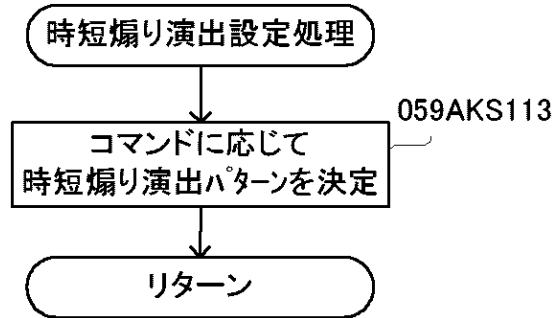 時短煽り演出設定処理
059AKS113
コマンドに応じて
時短煽り演出パターンを決定
リターン